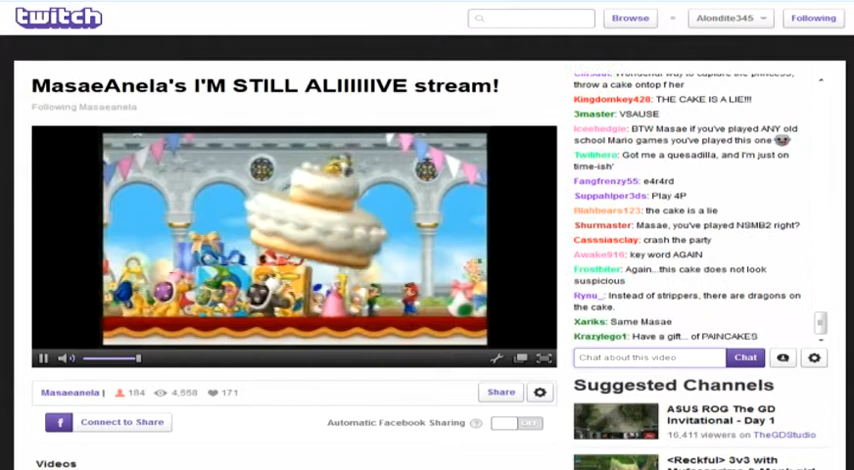 twitch
Browse
Alondite345
Following
MasaeAnela's I'M STILL ALIIIIIIVE stream!
Following Masaeanela
throw a cake ontop f her
Kingdomkey428: THE CAKE IS A LIE!!!
3master: VSAUSE
Iceehedgie: BTW Masae if you've played ANY old
school Mario games you've played this one
Twilihero: Got me a quesadilla, and I'm just on
time-ish'
Fangfrenzy55: e4r4rd
Suppahlper3ds: Play 4P
Blahbears123: the cake is a lie
Shurmaster: Masae, you've played NSMB2 right?
Casssiasclay: crash the party
Awake916: key word AGAIN
Frostbiter: Again...this cake does not look
suspicious
Rynu_: Instead of strippers, there are dragons on
the cake.
Xariks: Same Masae
Krazylego1: Have a gift... of PAINCAKES
Chat about this video
Chat
Masaeanela |
184
4,558
171
Share
f Connect to Share
Automatic Facebook Sharing
?
OFF
Suggested Channels
ASUS ROG The GD
Invitational - Day 1
16,411 viewers on TheGDStudio
<Reckful> 3v3 with
Videos